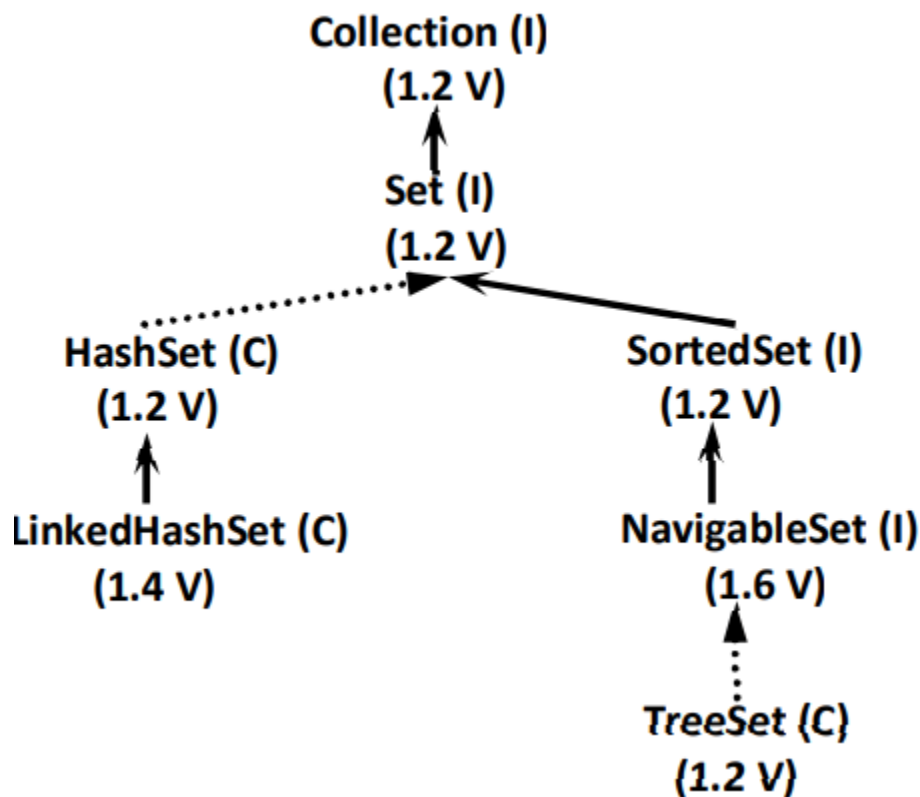 Collection (I)
(1.2 V)
Set (I)
(1.2 V)
HashSet (C)
(1.2 V)
SortedSet (I)
(1.2 V)
LinkedHashSet (C)
(1.4 V)
NavigableSet (I)
(1.6 V)
TreeSet (C)
(1.2 V)